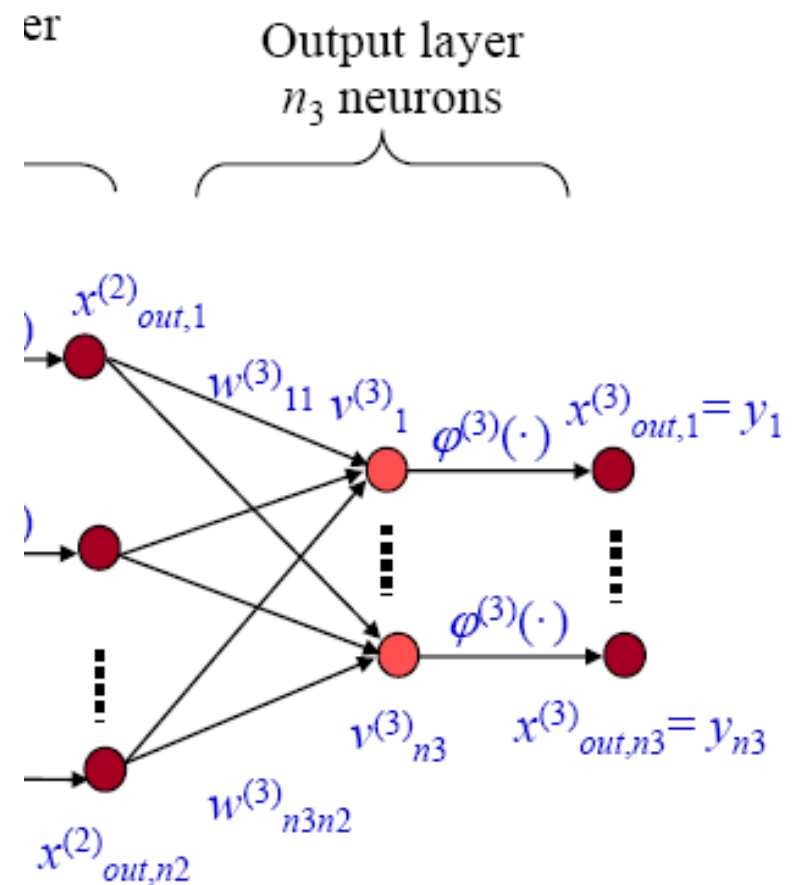 er
Output layer
n₃ neurons
x⁽²⁾out,1
)
w⁽³⁾11 v⁽³⁾1
φ⁽³⁾(·)
x⁽³⁾out,1= y1
)
φ⁽³⁾(·)
v⁽³⁾n3
x⁽³⁾out,n3= yn3
w⁽³⁾n3n2
x⁽²⁾out,n2